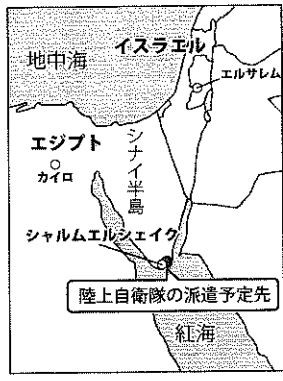 イスラエル
地中海
エルサレム
エジプト
カイロ
シナイ半島
シャルムエルシェイク
陸上自衛隊の派遣予定先
紅海